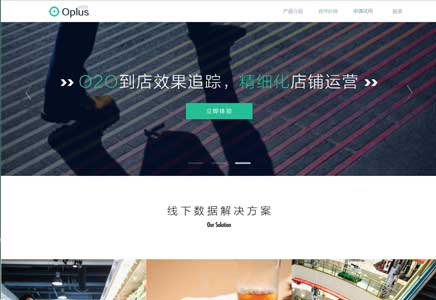 Oplus
产品介绍
合作伙伴
申请试用
登录
O2O到店效果追踪，精细化店铺运营
立即体验
线下数据解决方案
Our Solution